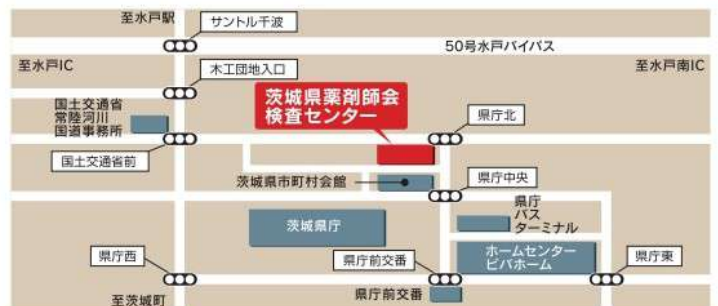 至水戸駅
サントル千波
50号水戸バイパス
至水戸IC
至水戸南IC
木工団地入口
国土交通省
常陸河川
国道事務所
茨城県薬剤師会
検査センター
県庁北
国土交通省前
茨城県市町村会館
県庁中央
県庁
バス
ターミナル
茨城県庁
県庁西
県庁前交番
ホームセンター
ビバホーム
県庁東
県庁前交番
至茨城町